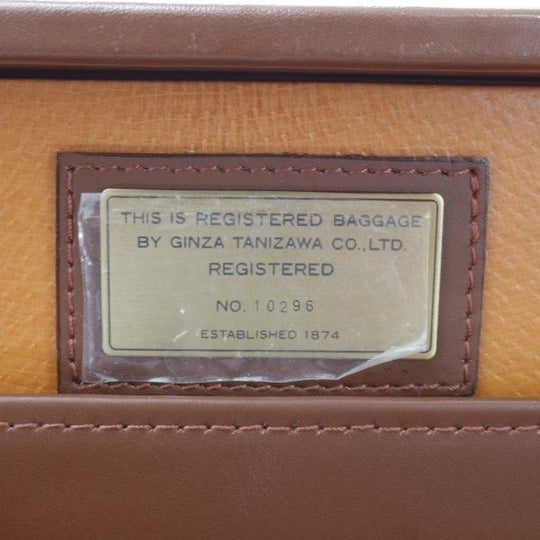 THIS IS REGISTERED BAGGAGE
BY GINZA TANIZAWA CO.,LTD.
REGISTERED
NO. 10296
ESTABLISHED 1874